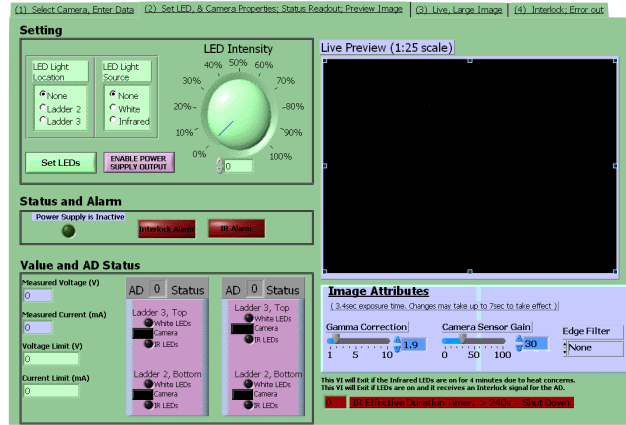 (1) Select Camera, Enter Data
(2) Set LED, & Camera Properties; Status Readout; Preview Image
(3) Live, Large Image
(4) Interlock; Error out
Setting
LED Light Location
None
Ladder 2
Ladder 3
LED Light Source
None
White
Infrared
LED Intensity
0%
10%
20%
30%
40%
50%
60%
70%
80%
90%
100%
0
Set LEDs
ENABLE POWER SUPPLY OUTPUT
Live Preview (1:25 scale)
Status and Alarm
Power Supply is Inactive
Interlock Alarm
IR Alarm
Value and AD Status
Measured Voltage (V)
0
Measured Current (mA)
0
Voltage Limit (V)
0
Current Limit (mA)
0
AD 0 Status
Ladder 3, Top
White LEDs
Camera
IR LEDs
Ladder 2, Bottom
White LEDs
Camera
IR LEDs
AD 0 Status
Ladder 3, Top
White LEDs
Camera
IR LEDs
Ladder 2, Bottom
White LEDs
Camera
IR LEDs
Image Attributes
( 3.4sec exposure time. Changes may take up to 7sec to take effect )
Gamma Correction
1 5 10
1.9
Camera Sensor Gain
0 50 100
30
Edge Filter
None
This VI will Exit if the Infrared LEDs are on for 4 minutes due to heat concerns.
This VI will Exit if LEDs are on and it receives an Interlock signal for the AD.
0 IR Effective Duration Timer. >240s = Shut Down